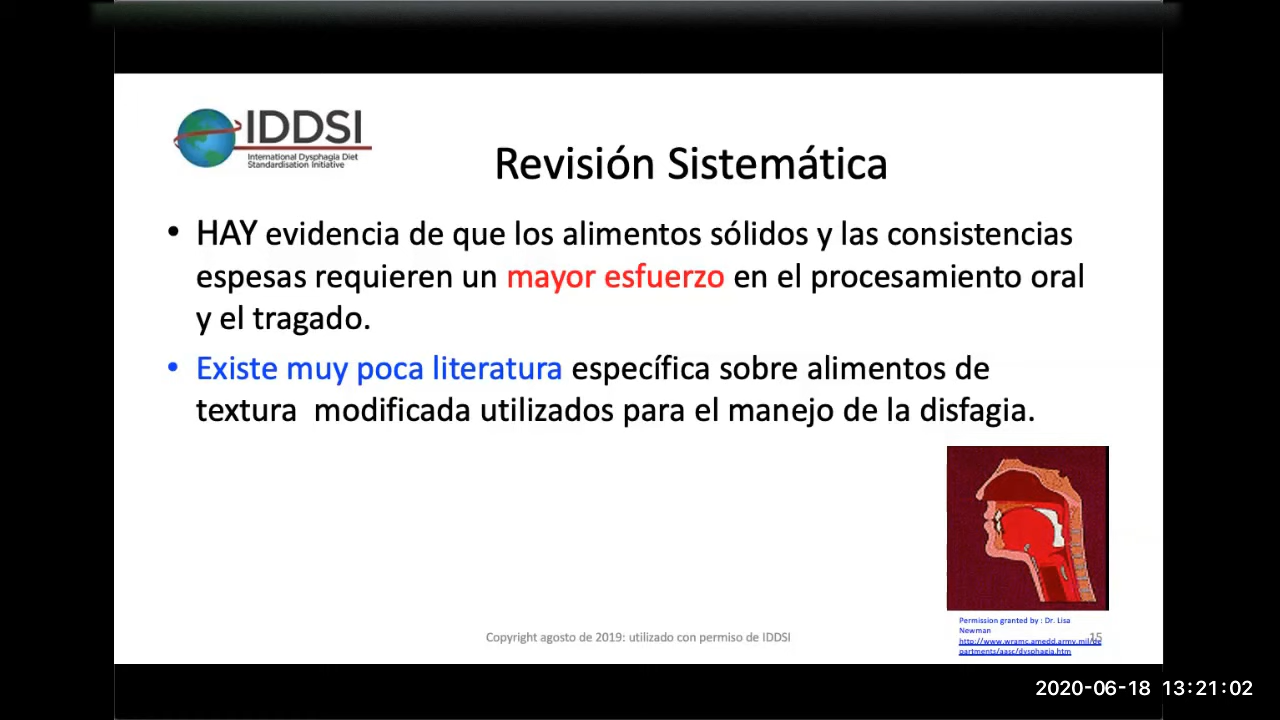 IDDSI
International Dysphagia Diet
Standardisation Initiative
Revisión Sistemática
• HAY evidencia de que los alimentos sólidos y las consistencias
espesas requieren un mayor esfuerzo en el procesamiento oral
y el tragado.
• Existe muy poca literatura específica sobre alimentos de
textura modificada utilizados para el manejo de la disfagia.
Permission granted by : Dr. Lisa
Newman
http://www.wramc.amedd.army.mil/de
partments/aasc/dysphagia.htm
Copyright agosto de 2019: utilizado con permiso de IDDSI
15
2020-06-18 13:21:02